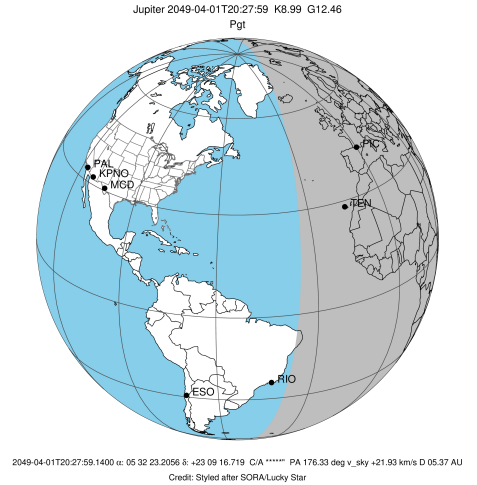 Jupiter 2049-04-01T20:27:59 K8.99 G12.46
Pgt
PIC
PAL
KPNO
MCD
TEN
RIO
ESO
2049-04-01T20:27:59.1400 α: 05 32 23.2056 δ: +23 09 16.719 C/A *****" PA 176.33 deg v_sky +21.93 km/s D 05.37 AU
Credit: Styled after SORA/Lucky Star